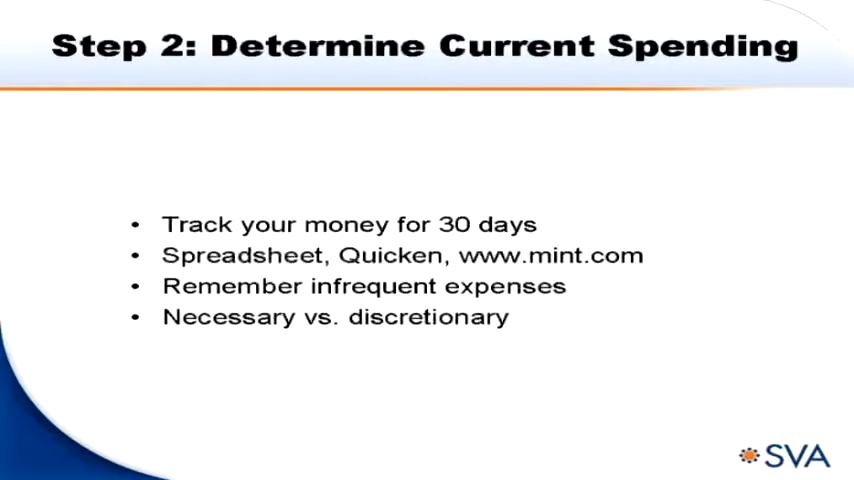 Step 2: Determine Current Spending
• Track your money for 30 days
• Spreadsheet, Quicken, www.mint.com
• Remember infrequent expenses
• Necessary vs. discretionary
SVA